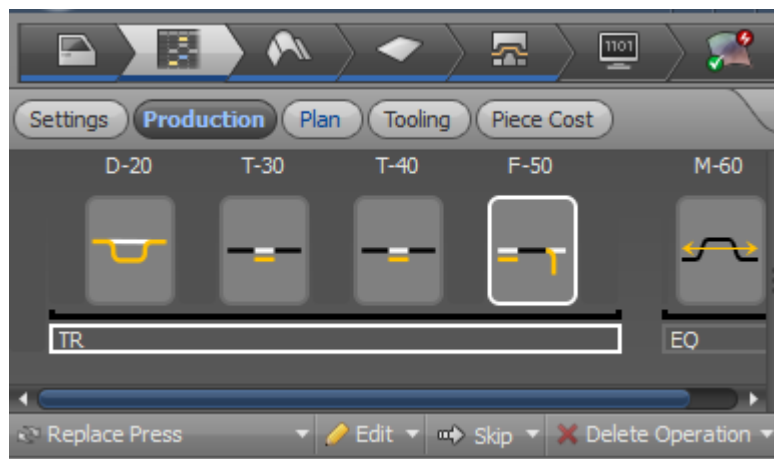 1101
Settings Production Plan Tooling Piece Cost
D-20 T-30 T-40 F-50 M-60
TR EQ
Replace Press Edit Skip Delete Operation